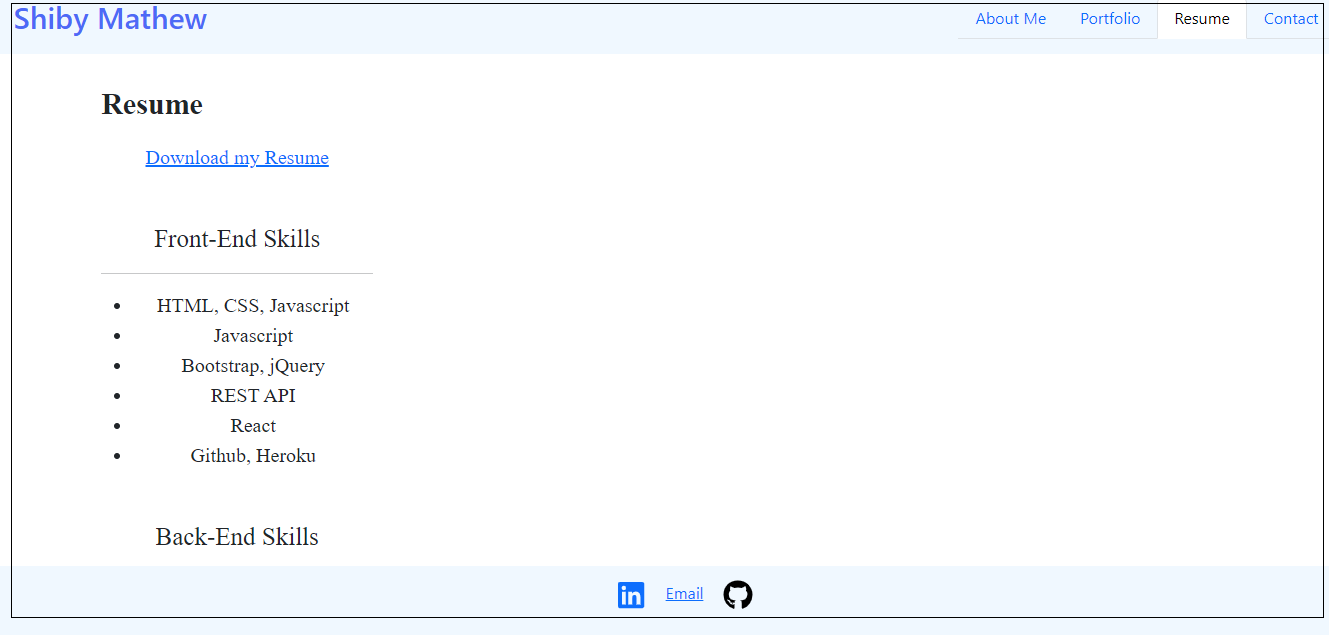 Shiby Mathew
About Me Portfolio Resume Contact
Resume
Download my Resume
Front-End Skills
HTML, CSS, Javascript
Javascript
Bootstrap, jQuery
REST API
React
Github, Heroku
Back-End Skills
in Email